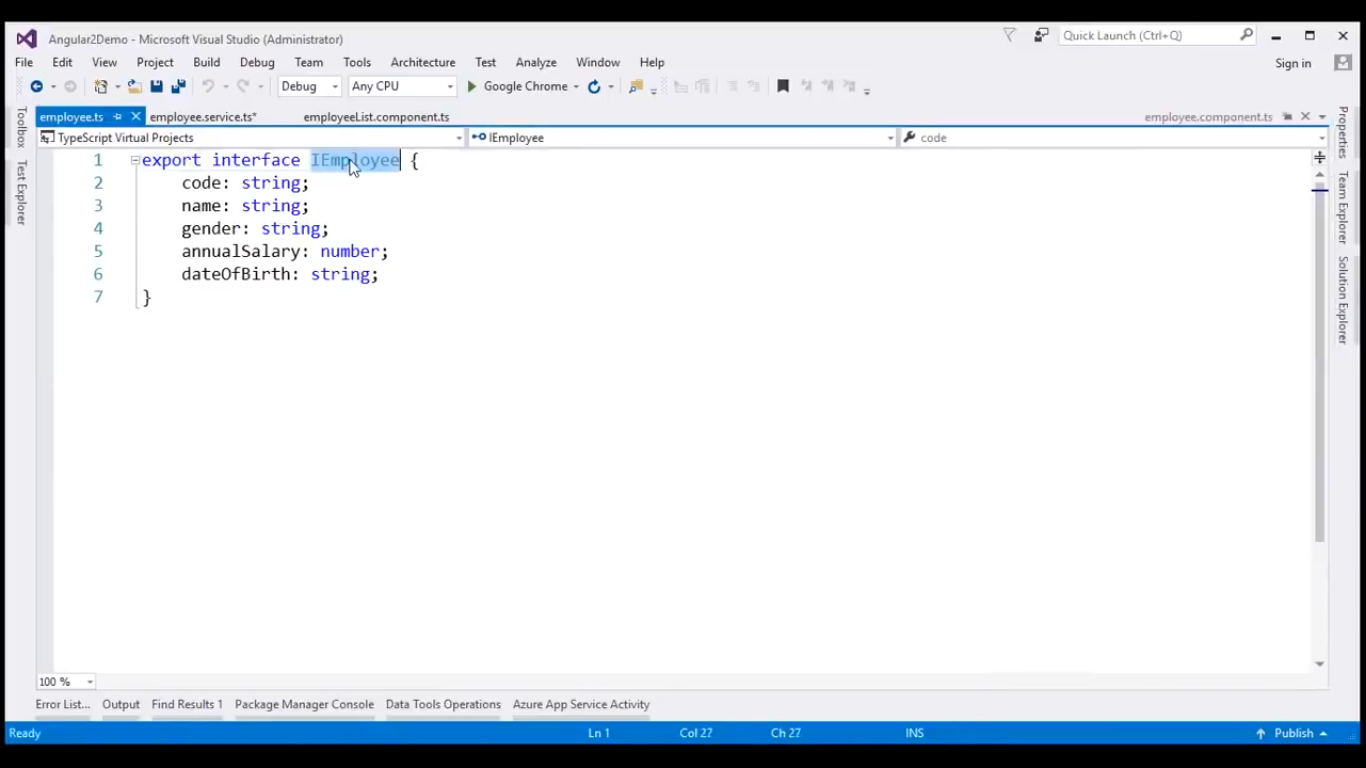 Angular2Demo - Microsoft Visual Studio (Administrator)
Quick Launch (Ctrl+Q)
File Edit View Project Build Debug Team Tools Architecture Test Analyze Window Help
Sign in
Debug Any CPU Google Chrome
employee.ts employee.service.ts* employeeList.component.ts employee.component.ts
TypeScript Virtual Projects IEmployee code
1 export interface IEmployee {
2 code: string;
3 name: string;
4 gender: string;
5 annualSalary: number;
6 dateOfBirth: string;
7 }
Toolbox
Test Explorer
Properties
Team Explorer
Solution Explorer
100 %
Error List... Output Find Results 1 Package Manager Console Data Tools Operations Azure App Service Activity
Ready Ln 1 Col 27 Ch 27 INS Publish